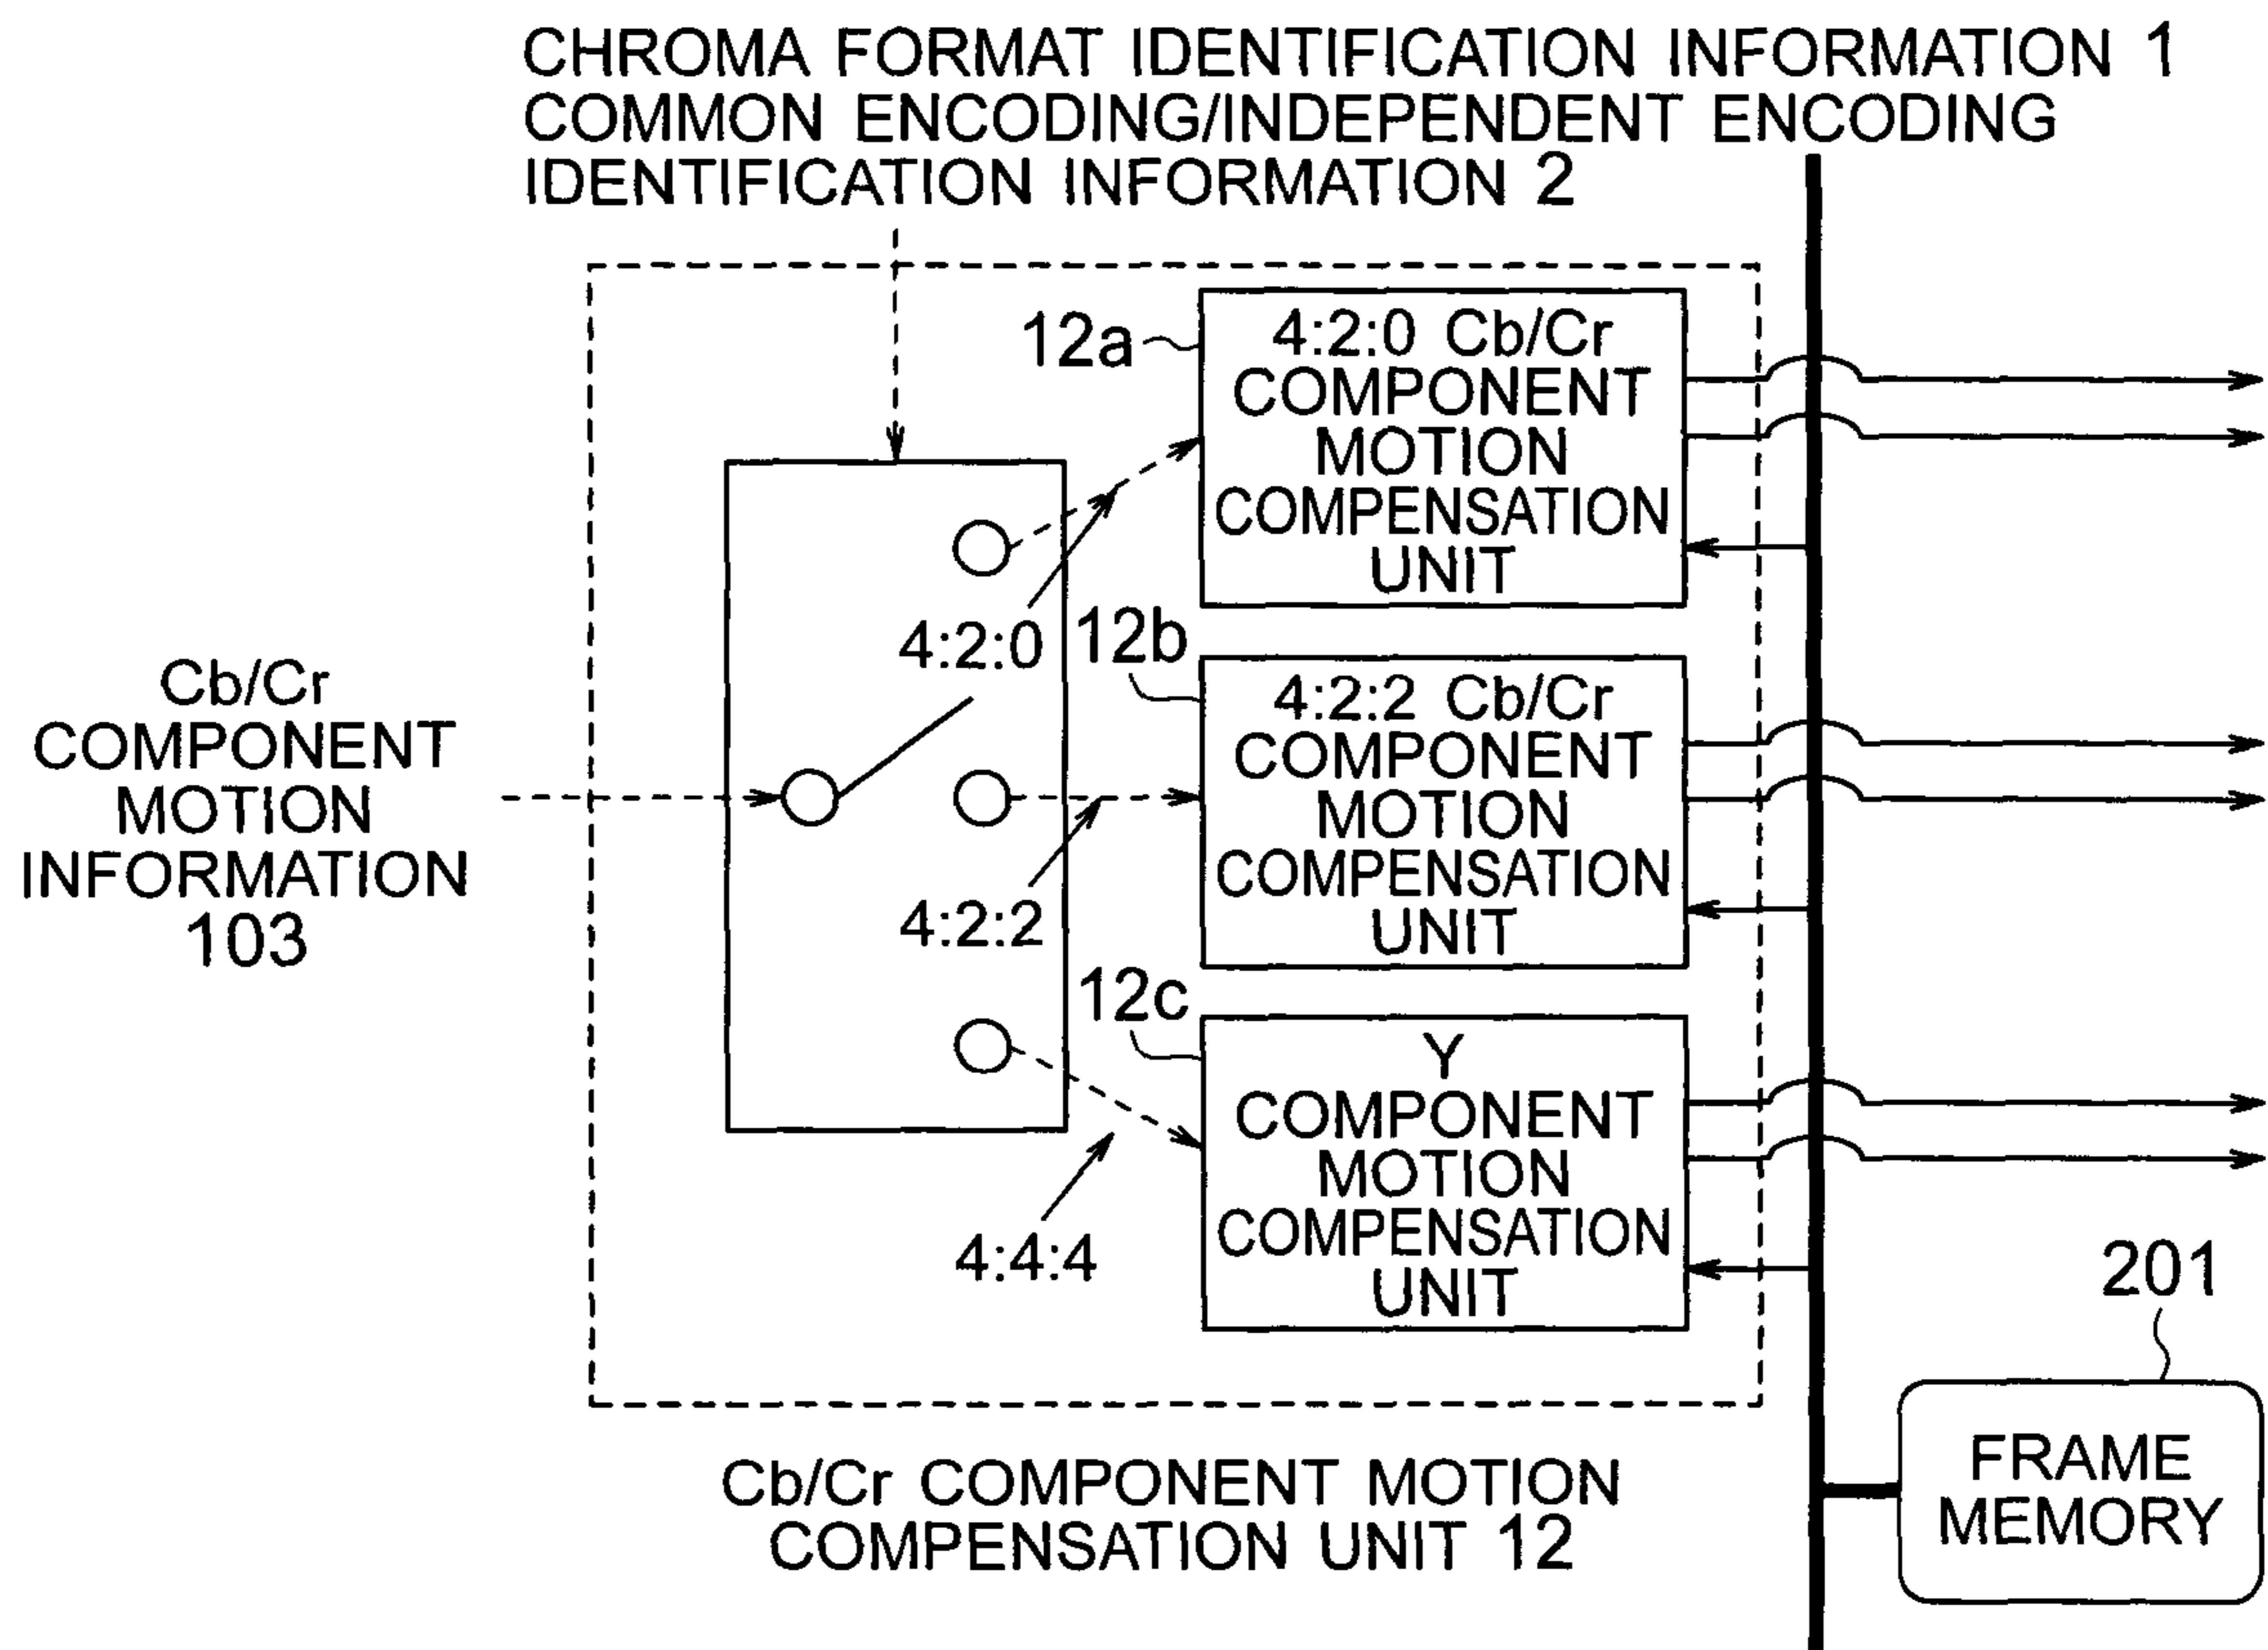 CHROMA FORMAT IDENTIFICATION INFORMATION 1
COMMON ENCODING/INDEPENDENT ENCODING
IDENTIFICATION INFORMATION 2
12a
4:2:0 Cb/Cr
COMPONENT
MOTION
COMPENSATION
UNIT
4:2:0
12b
4:2:2 Cb/Cr
COMPONENT
MOTION
COMPENSATION
UNIT
Cb/Cr
COMPONENT
MOTION
INFORMATION
103
4:2:2
12c
Y
COMPONENT
MOTION
COMPENSATION
UNIT
4:4:4
201
FRAME
MEMORY
Cb/Cr COMPONENT MOTION
COMPENSATION UNIT 12